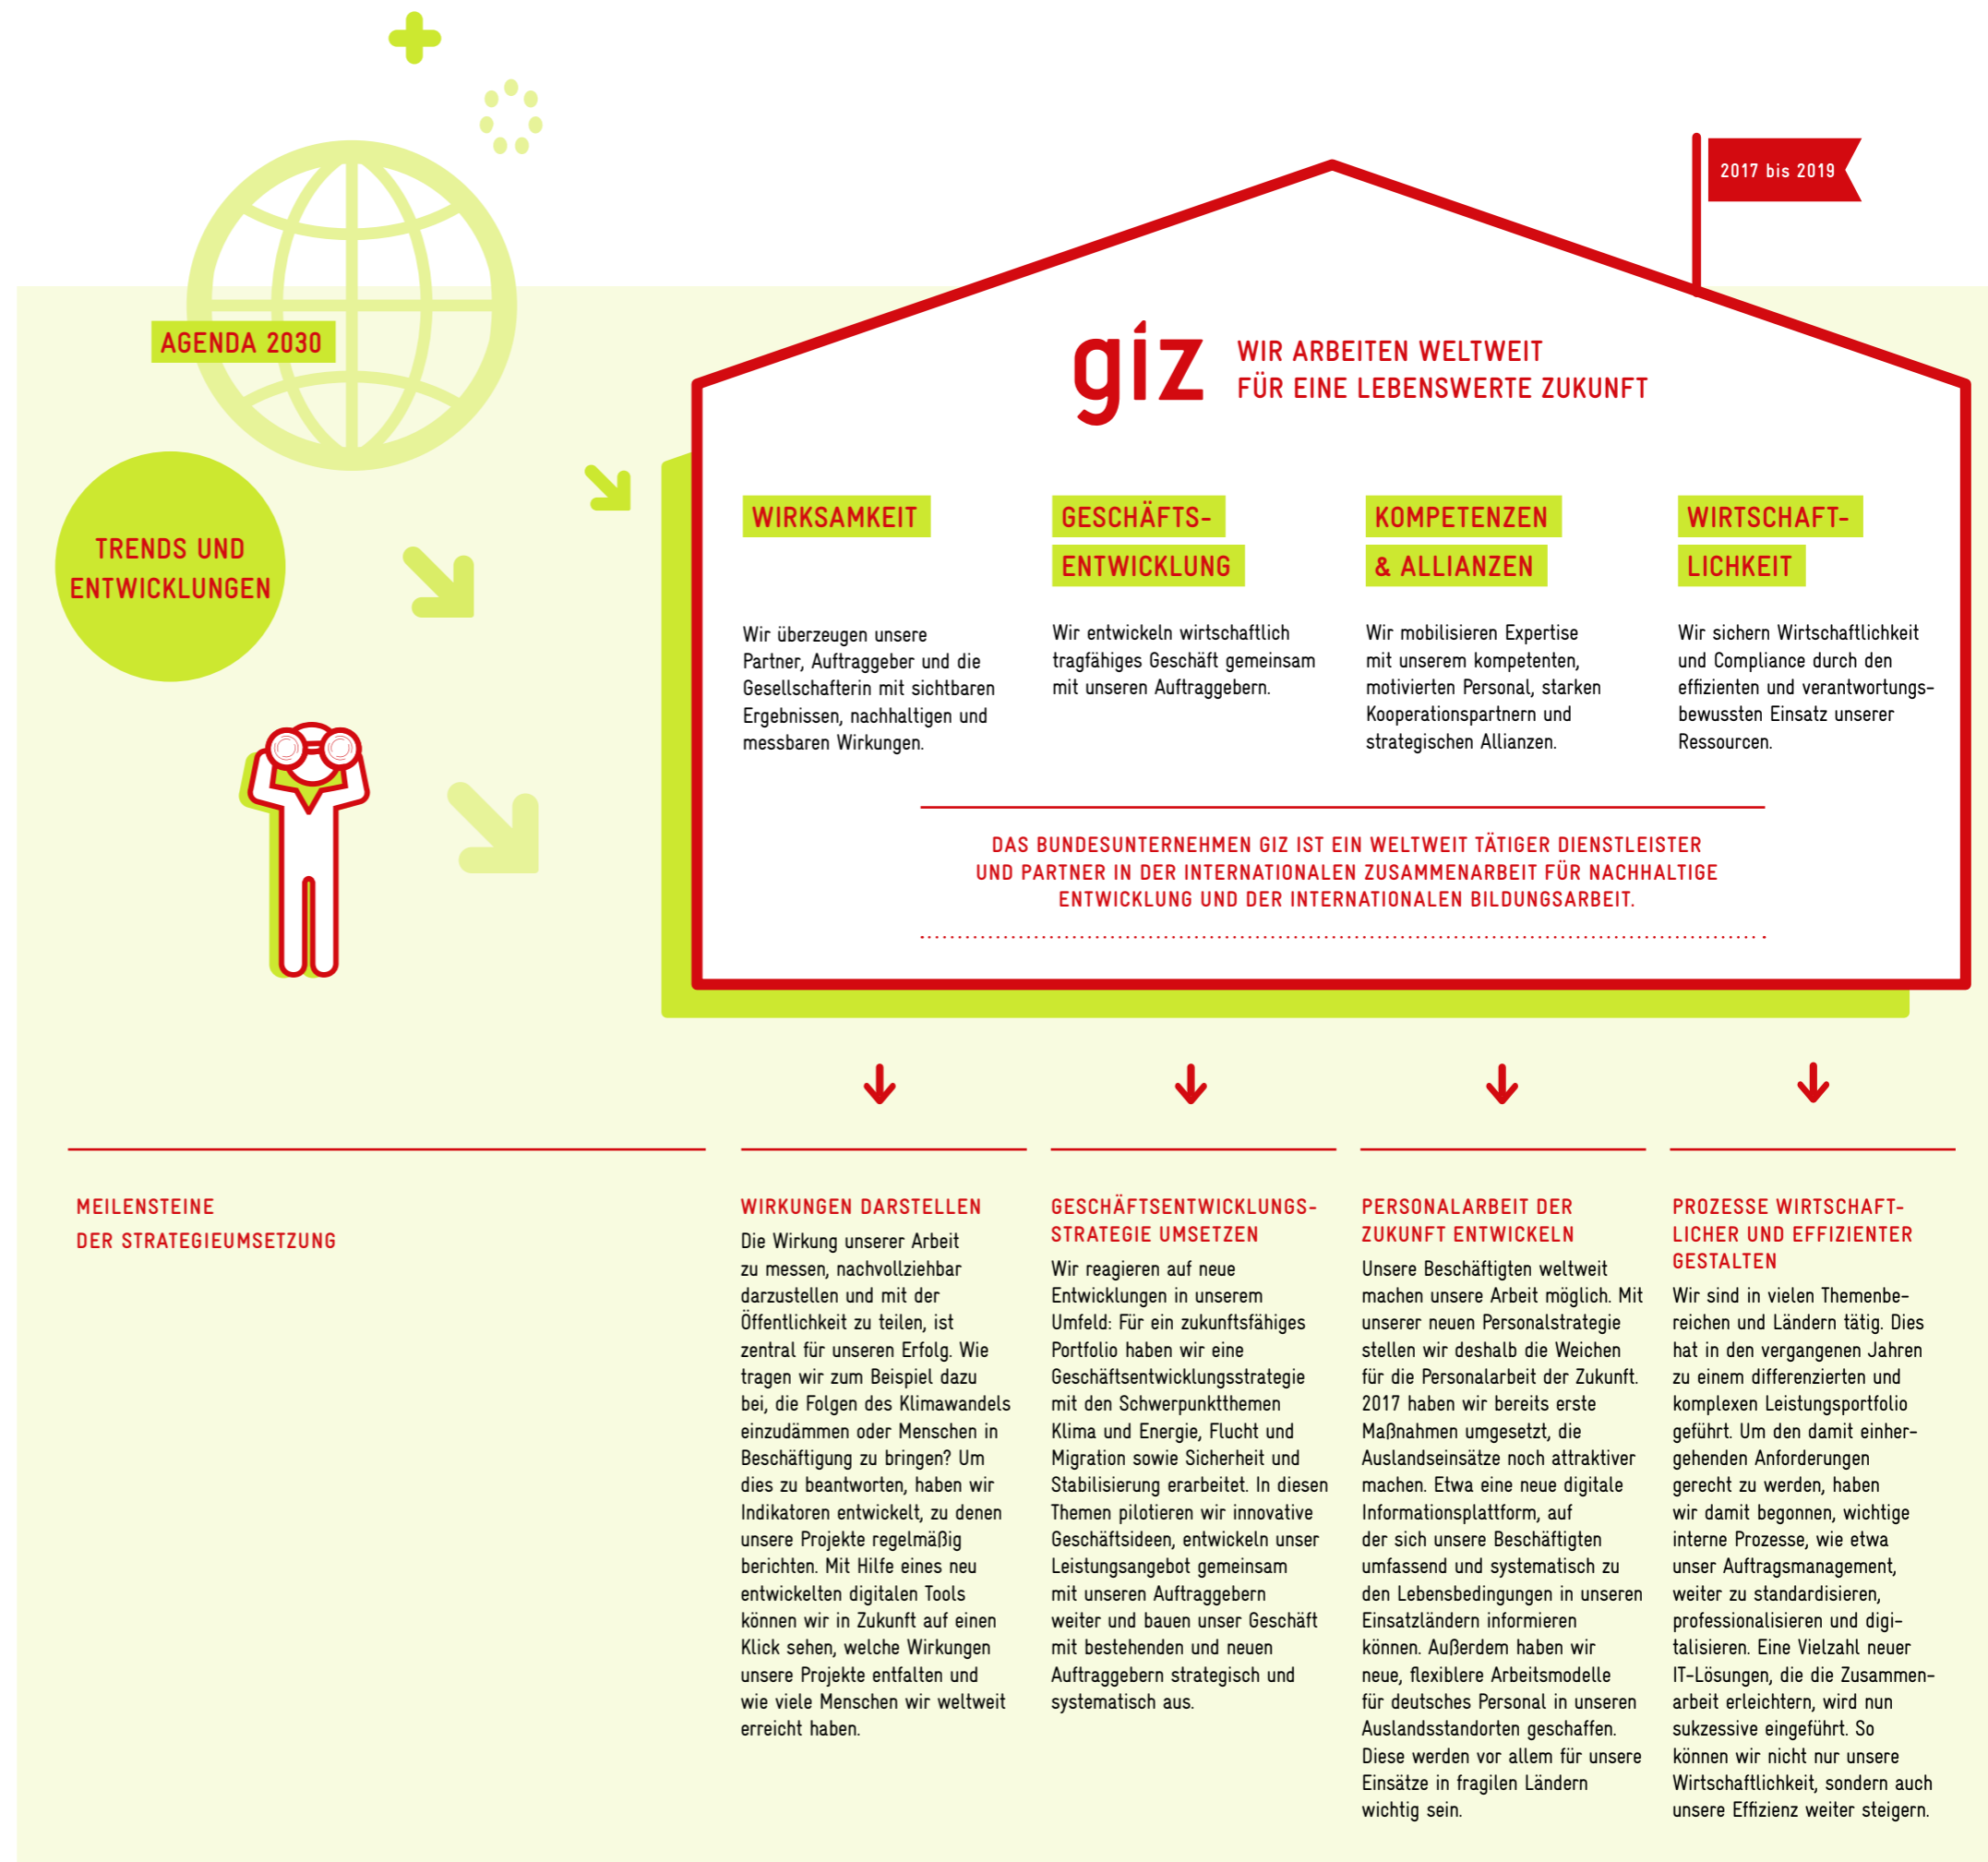 2017 bis 2019
AGENDA 2030
TRENDS UND
ENTWICKLUNGEN
giz
WIR ARBEITEN WELTWEIT
FÜR EINE LEBENSWERTE ZUKUNFT
WIRKSAMKEIT
Wir überzeugen unsere
Partner, Auftraggeber und die
Gesellschafterin mit sichtbaren
Ergebnissen, nachhaltigen und
messbaren Wirkungen.
GESCHÄFTS-
ENTWICKLUNG
Wir entwickeln wirtschaftlich
tragfähiges Geschäft gemeinsam
mit unseren Auftraggebern.
KOMPETENZEN
& ALLIANZEN
Wir mobilisieren Expertise
mit unserem kompetenten,
motivierten Personal, starken
Kooperationspartnern und
strategischen Allianzen.
WIRTSCHAFT-
LICHKEIT
Wir sichern Wirtschaftlichkeit
und Compliance durch den
effizienten und verantwortungs-
bewussten Einsatz unserer
Ressourcen.
DAS BUNDESUNTERNEHMEN GIZ IST EIN WELTWEIT TÄTIGER DIENSTLEISTER
UND PARTNER IN DER INTERNATIONALEN ZUSAMMENARBEIT FÜR NACHHALTIGE
ENTWICKLUNG UND DER INTERNATIONALEN BILDUNGSARBEIT.
MEILENSTEINE
DER STRATEGIEUMSETZUNG
WIRKUNGEN DARSTELLEN
Die Wirkung unserer Arbeit
zu messen, nachvollziehbar
darzustellen und mit der
Öffentlichkeit zu teilen, ist
zentral für unseren Erfolg. Wie
tragen wir zum Beispiel dazu
bei, die Folgen des Klimawandels
einzudämmen oder Menschen in
Beschäftigung zu bringen? Um
dies zu beantworten, haben wir
Indikatoren entwickelt, zu denen
unsere Projekte regelmäßig
berichten. Mit Hilfe eines neu
entwickelten digitalen Tools
können wir in Zukunft auf einen
Klick sehen, welche Wirkungen
unsere Projekte entfalten und
wie viele Menschen wir weltweit
erreicht haben.
GESCHÄFTSENTWICKLUNGS-
STRATEGIE UMSETZEN
Wir reagieren auf neue
Entwicklungen in unserem
Umfeld: Für ein zukunftsfähiges
Portfolio haben wir eine
Geschäftsentwicklungsstrategie
mit den Schwerpunktthemen
Klima und Energie, Flucht und
Migration sowie Sicherheit und
Stabilisierung erarbeitet. In diesen
Themen pilotieren wir innovative
Geschäftsideen, entwickeln unser
Leistungsangebot gemeinsam
mit unseren Auftraggebern
weiter und bauen unser Geschäft
mit bestehenden und neuen
Auftraggebern strategisch und
systematisch aus.
PERSONALARBEIT DER
ZUKUNFT ENTWICKELN
Unsere Beschäftigten weltweit
machen unsere Arbeit möglich. Mit
unserer neuen Personalstrategie
stellen wir deshalb die Weichen
für die Personalarbeit der Zukunft.
2017 haben wir bereits erste
Maßnahmen umgesetzt, die
Auslandseinsätze noch attraktiver
machen. Etwa eine neue digitale
Informationsplattform, auf
der sich unsere Beschäftigten
umfassend und systematisch zu
den Lebensbedingungen in unseren
Einsatzländern informieren
können. Außerdem haben wir
neue, flexiblere Arbeitsmodelle
für deutsches Personal in unseren
Auslandsstandorten geschaffen.
Diese werden vor allem für unsere
Einsätze in fragilen Ländern
wichtig sein.
PROZESSE WIRTSCHAFT-
LICHER UND EFFIZIENTER
GESTALTEN
Wir sind in vielen Themenbe-
reichen und Ländern tätig. Dies
hat in den vergangenen Jahren
zu einem differenzierten und
komplexen Leistungsportfolio
geführt. Um den damit einher-
gehenden Anforderungen
gerecht zu werden, haben
wir damit begonnen, wichtige
interne Prozesse, wie etwa
unser Auftragsmanagement,
weiter zu standardisieren,
professionalisieren und digi-
talisieren. Eine Vielzahl neuer
IT-Lösungen, die die Zusammen-
arbeit erleichtern, wird nun
sukzessive eingeführt. So
können wir nicht nur unsere
Wirtschaftlichkeit, sondern auch
unsere Effizienz weiter steigern.